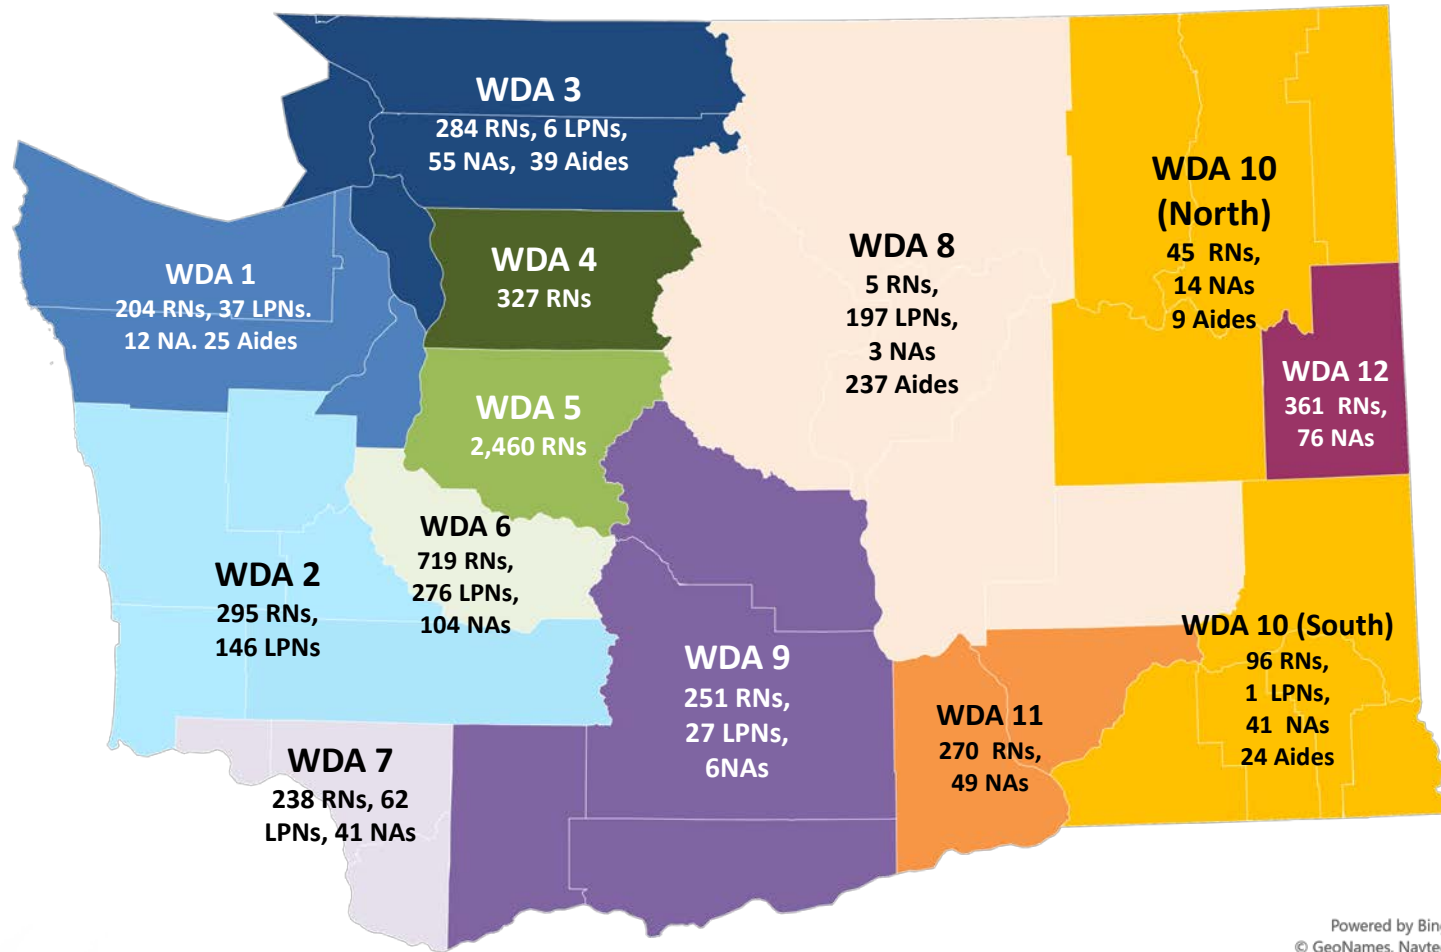 WDA 3
284 RNs, 6 LPNs,
55 NAs, 39 Aides
WDA 1
204 RNs, 37 LPNs.
12 NA. 25 Aides
WDA 4
327 RNs
WDA 5
2,460 RNs
WDA 8
5 RNs,
197 LPNs,
3 NAs
237 Aides
WDA 10
(North)
45 RNs,
14 NAs
9 Aides
WDA 12
361 RNs,
76 NAs
WDA 6
719 RNs,
276 LPNs,
104 NAs
WDA 2
295 RNs,
146 LPNs
WDA 9
251 RNs,
27 LPNs,
6NAs
WDA 10 (South)
96 RNs,
1 LPNs,
41 NAs
24 Aides
WDA 11
270 RNs,
49 NAs
WDA 7
238 RNs, 62
LPNs, 41 NAs
Powered by Bin
© GeoNames, Navte